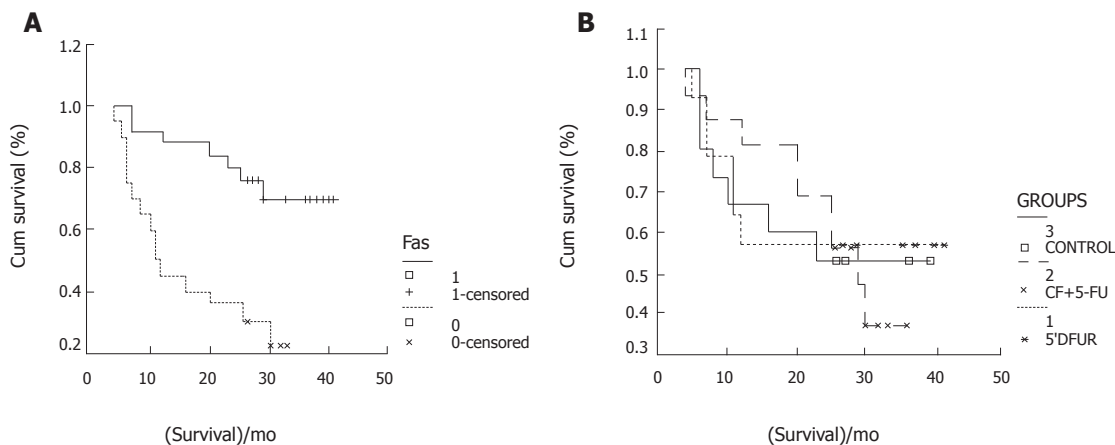 A
1.2
1.0
0.8
0.6
0.4
0.2
Cum survival (%)
0 10 20 30 40 50
(Survival)/mo
Fas
1
1-censored
0
0-censored
B
1.1
1.0
0.9
0.8
0.7
0.6
0.5
0.4
0.3
Cum survival (%)
0 10 20 30 40 50
(Survival)/mo
GROUPS
3
CONTROL
2
CF+5-FU
1
5'DFUR